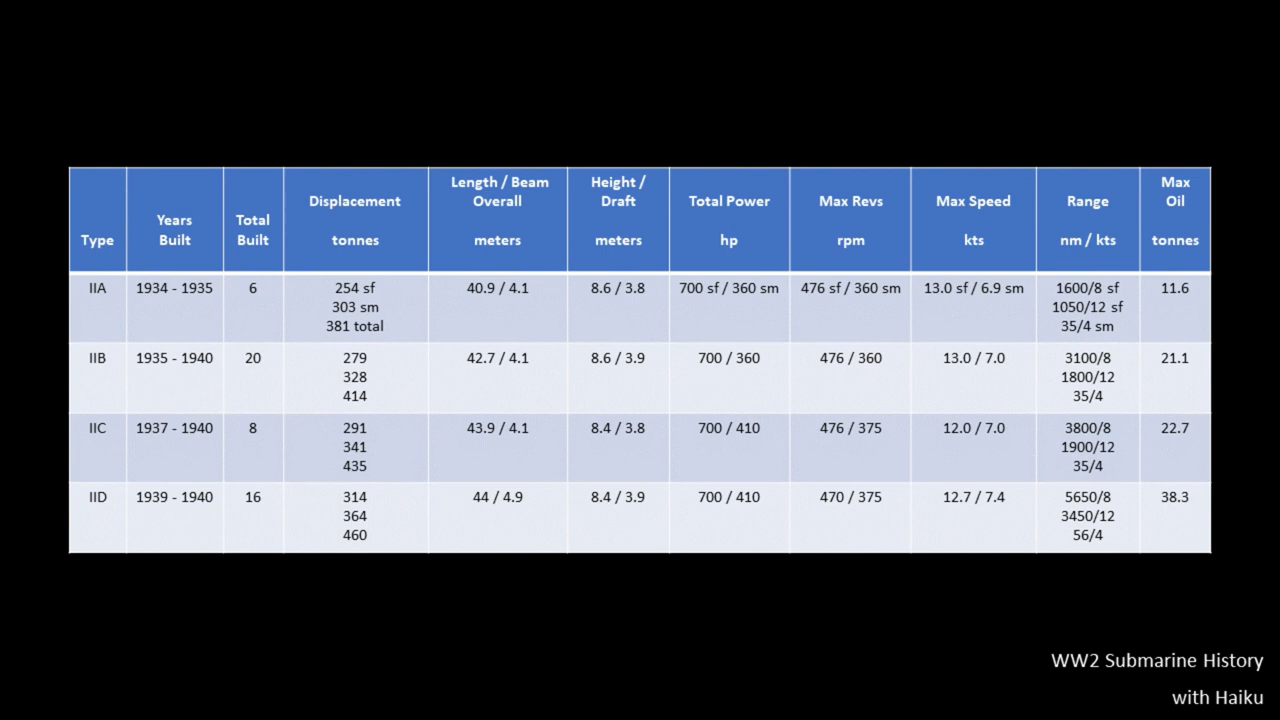 Type
Years
Built
Total
Built
Displacement
tonnes
Length / Beam
Overall
meters
Height /
Draft
meters
Total Power
hp
Max Revs
rpm
Max Speed
kts
Range
nm / kts
Max
Oil
tonnes
IIA
1934 - 1935
6
254 sf
303 sm
381 total
40.9 / 4.1
8.6 / 3.8
700 sf / 360 sm
476 sf / 360 sm
13.0 sf / 6.9 sm
1600/8 sf
1050/12 sf
35/4 sm
11.6
IIB
1935 - 1940
20
279
328
414
42.7 / 4.1
8.6 / 3.9
700 / 360
476 / 360
13.0 / 7.0
3100/8
1800/12
35/4
21.1
IIC
1937 - 1940
8
291
341
435
43.9 / 4.1
8.4 / 3.8
700 / 410
476 / 375
12.0 / 7.0
3800/8
1900/12
35/4
22.7
IID
1939 - 1940
16
314
364
460
44 / 4.9
8.4 / 3.9
700 / 410
470 / 375
12.7 / 7.4
5650/8
3450/12
56/4
38.3
WW2 Submarine History
with Haiku